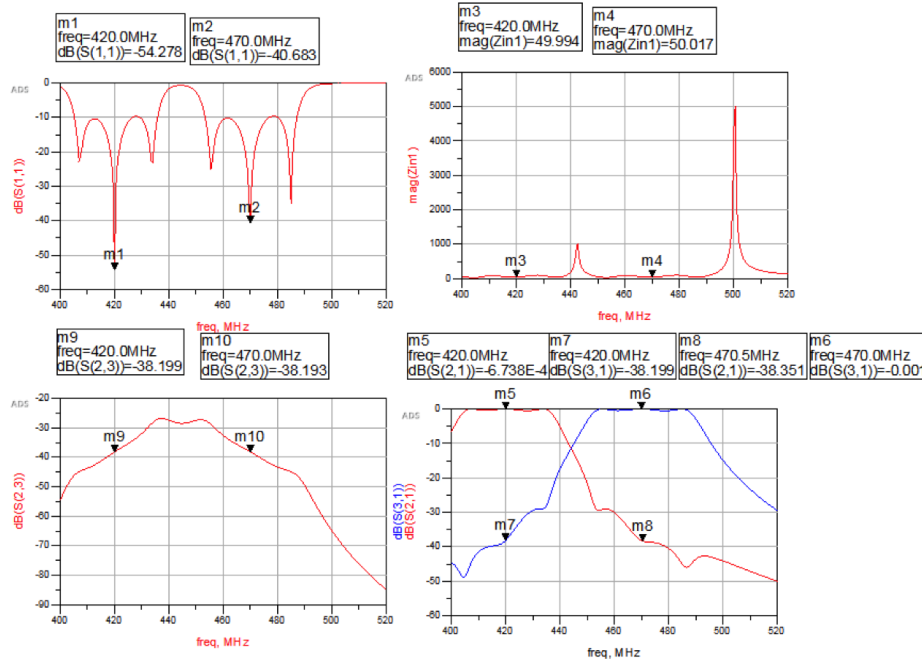 m1
freq=420.0MHz
dB(S(1,1))=-54.278
m2
freq=470.0MHz
dB(S(1,1))=-40.683
m3
freq=420.0MHz
mag(Zin1)=49.994
m4
freq=470.0MHz
mag(Zin1)=50.017
ADS
dB(S(1,1))
0
-10
-20
-30
-40
-50
-60
m1
m2
400
420
440
460
480
500
520
freq, MHz
ADS
mag(Zin1)
6000
5000
4000
3000
2000
1000
0
m3
m4
400
420
440
460
480
500
520
freq, MHz
m9
freq=420.0MHz
dB(S(2,3))=-38.199
m10
freq=470.0MHz
dB(S(2,3))=-38.193
m5
freq=420.0MHz
dB(S(2,1))=-6.738E-4
m7
freq=420.0MHz
dB(S(3,1))=-38.199
m8
freq=470.5MHz
dB(S(2,1))=-38.351
m6
freq=470.0MHz
dB(S(3,1))=-0.001
ADS
dB(S(2,3))
-20
-30
-40
-50
-60
-70
-80
-90
m9
m10
400
420
440
460
480
500
520
freq, MHz
ADS
dB(S(3,1))
dB(S(2,1))
0
-10
-20
-30
-40
-50
-60
m5
m6
m7
m8
400
420
440
460
480
500
520
freq, MHz